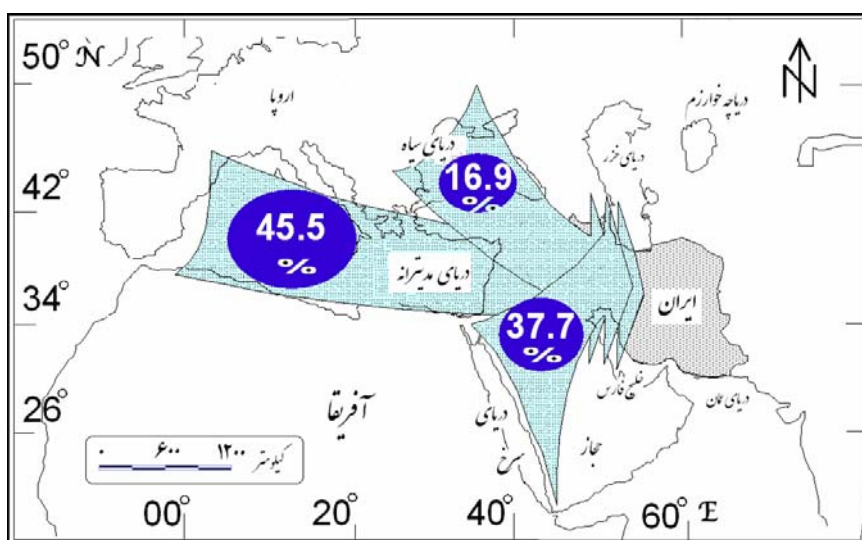 50° N
42°
34°
26°
00°
20°
40°
60° E
N
اروپا
دریای سیاه
دریای خزر
دریاچه خوارزم
16.9
%
45.5
%
دریای مدیترانه
37.7
%
ایران
خلیج فارس
دریای عمان
آفریقا
دریای
سرخ
حجاز
۰ ۶۰۰ ۱۲۰۰ کیلومتر